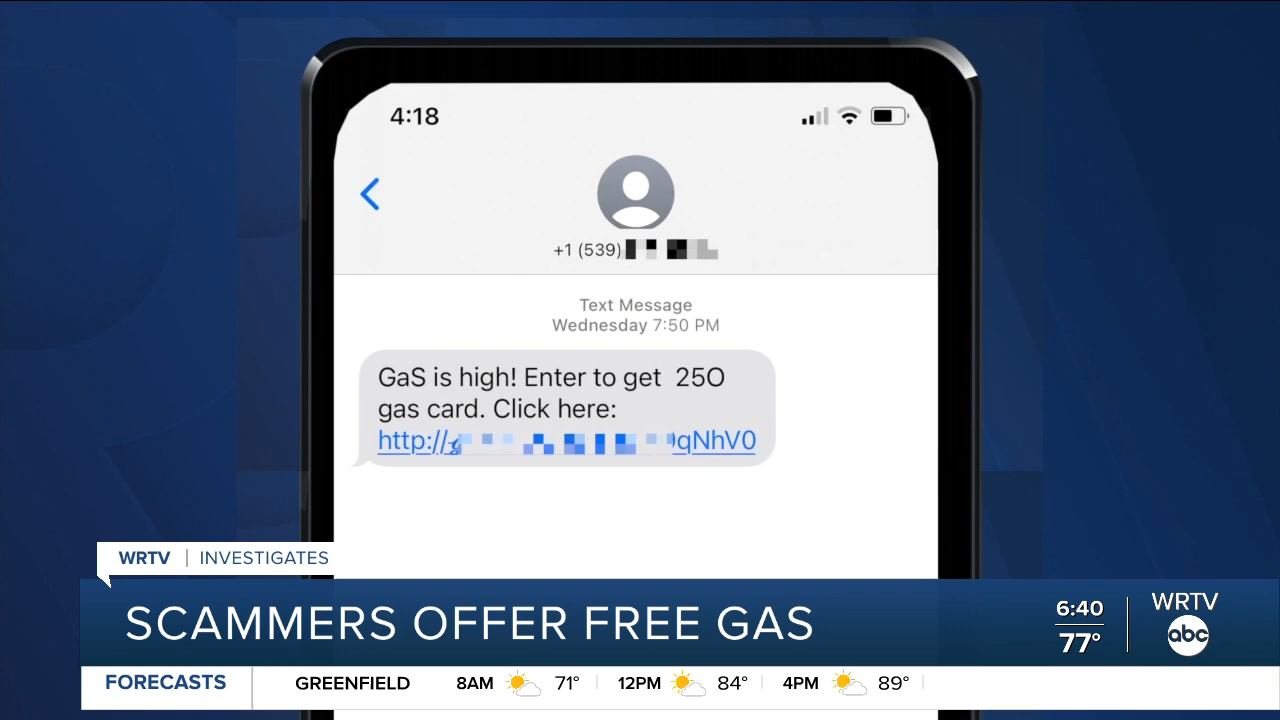 4:18
+1 (539)
Text Message
Wednesday 7:50 PM
GaS is high! Enter to get  25O
gas card. Click here:
http:// qNhV0
WRTV | INVESTIGATES
SCAMMERS OFFER FREE GAS
6:40
77°
WRTV
abc
FORECASTS GREENFIELD 8AM 71° 12PM 84° 4PM 89°